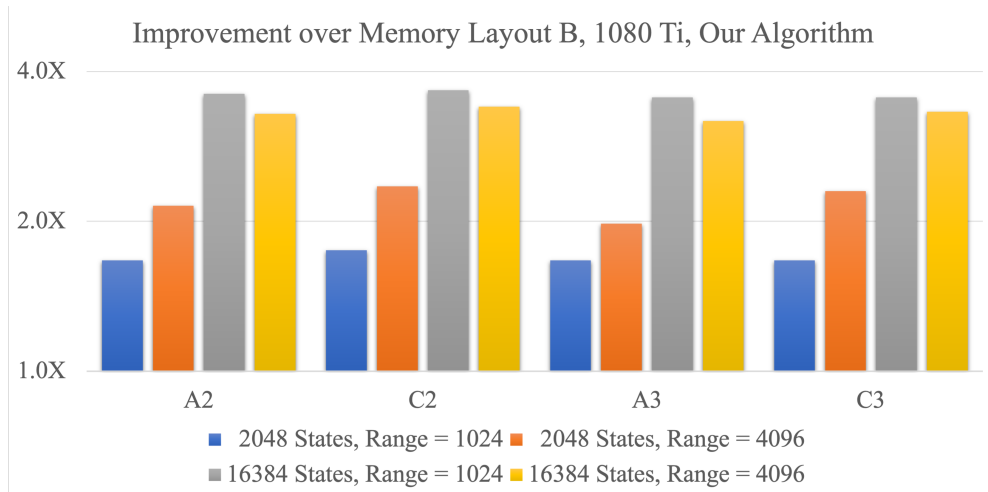 Improvement over Memory Layout B, 1080 Ti, Our Algorithm
4.0X
2.0X
1.0X
A2 C2 A3 C3
2048 States, Range = 1024 2048 States, Range = 4096
16384 States, Range = 1024 16384 States, Range = 4096